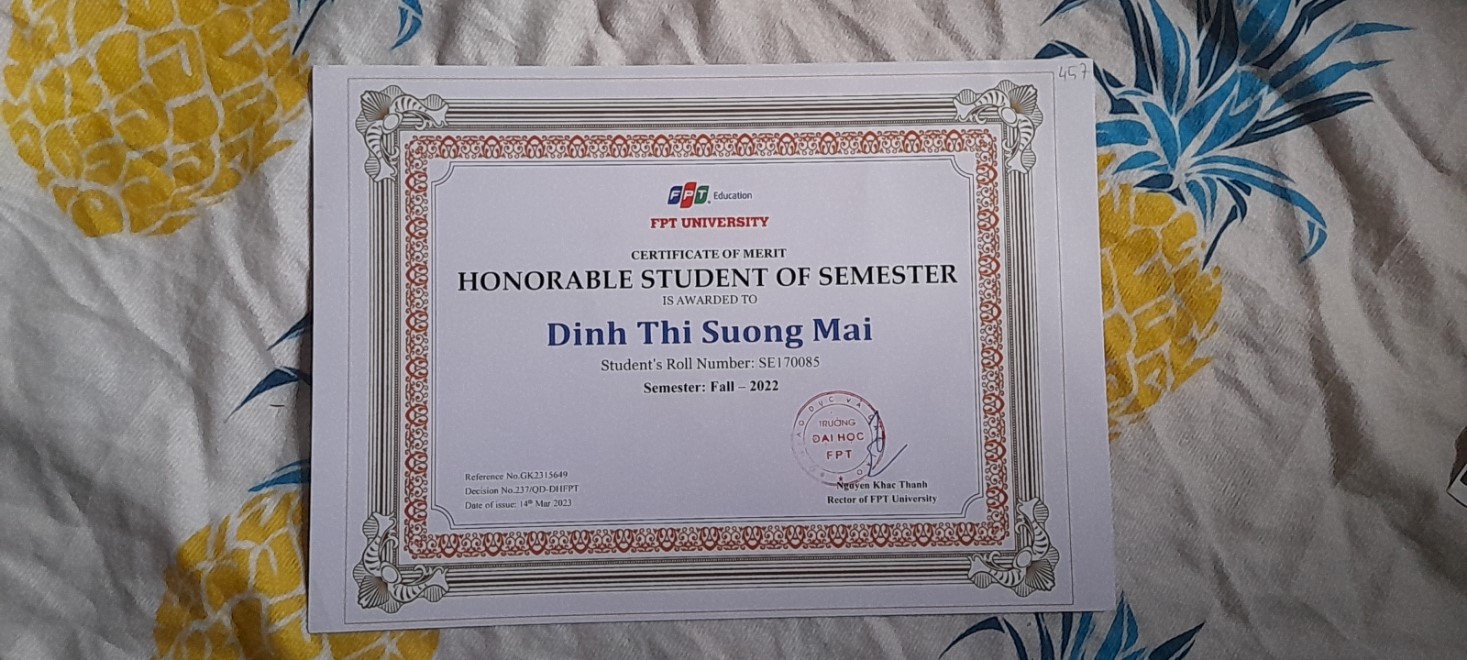 457
FPT Education
FPT UNIVERSITY
CERTIFICATE OF MERIT
HONORABLE STUDENT OF SEMESTER
IS AWARDED TO
Dinh Thi Suong Mai
Student's Roll Number: SE170085
Semester: Fall – 2022
TRƯỜNG
ĐẠI HỌC
FPT
Reference No.GK2315649
Decision No.237/QD-DHFPT
Date of issue: 14th Mar 2023
Nguyen Khac Thanh
Rector of FPT University